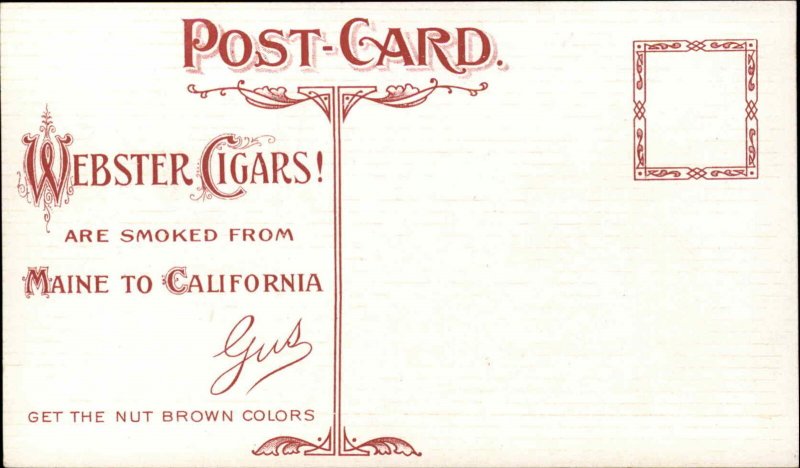 POST-CARD.
WEBSTER CIGARS!
ARE SMOKED FROM
MAINE TO CALIFORNIA
Gus
GET THE NUT BROWN COLORS